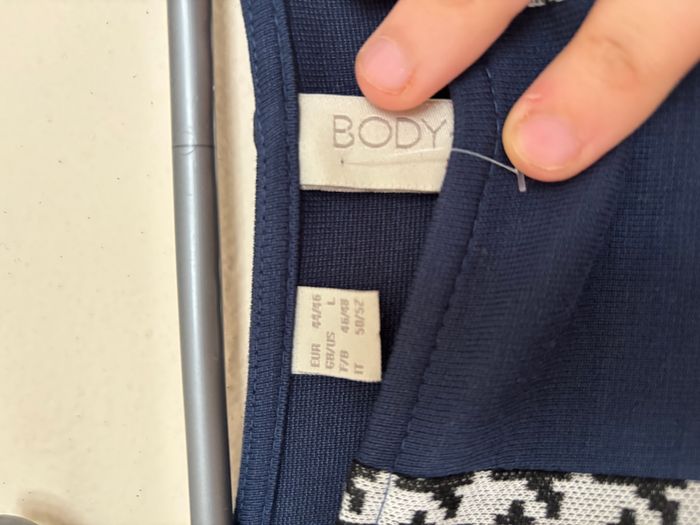 BODY
EUR 44/46
GB/US L
F/B 46/48
IT 50/52